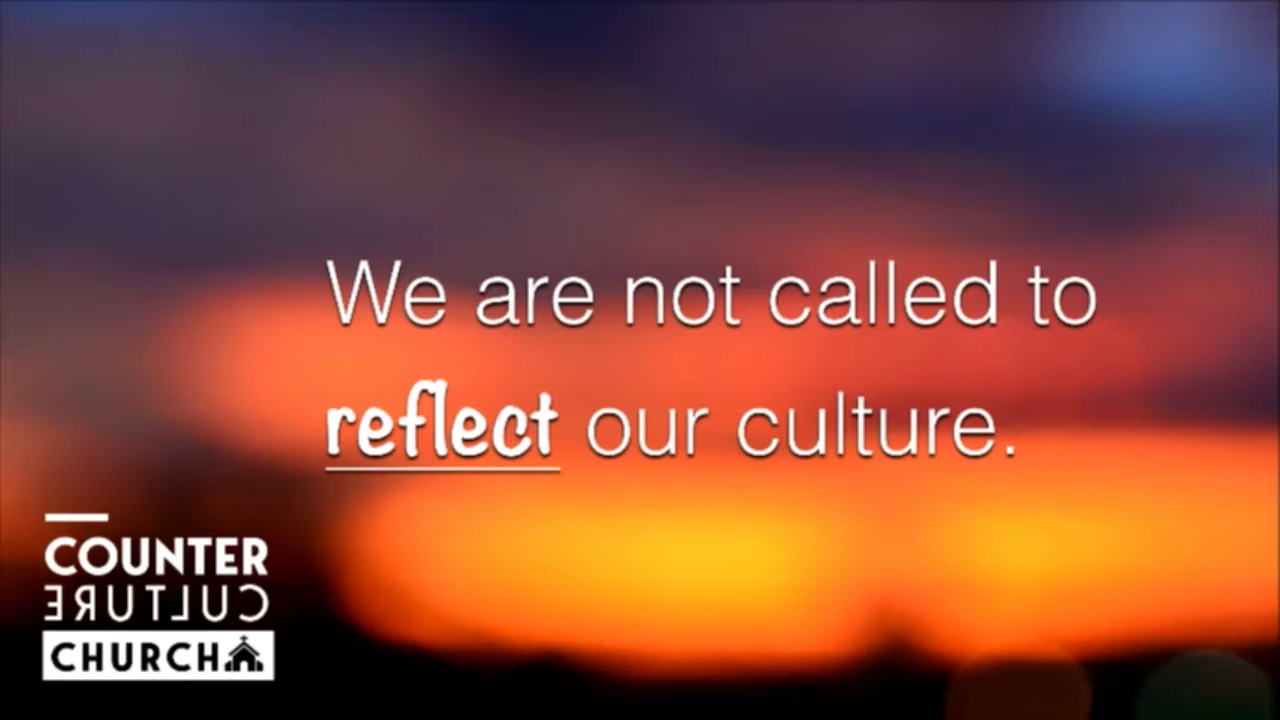 We are not called to
reflect our culture.
COUNTER
CULTURE
CHURCH